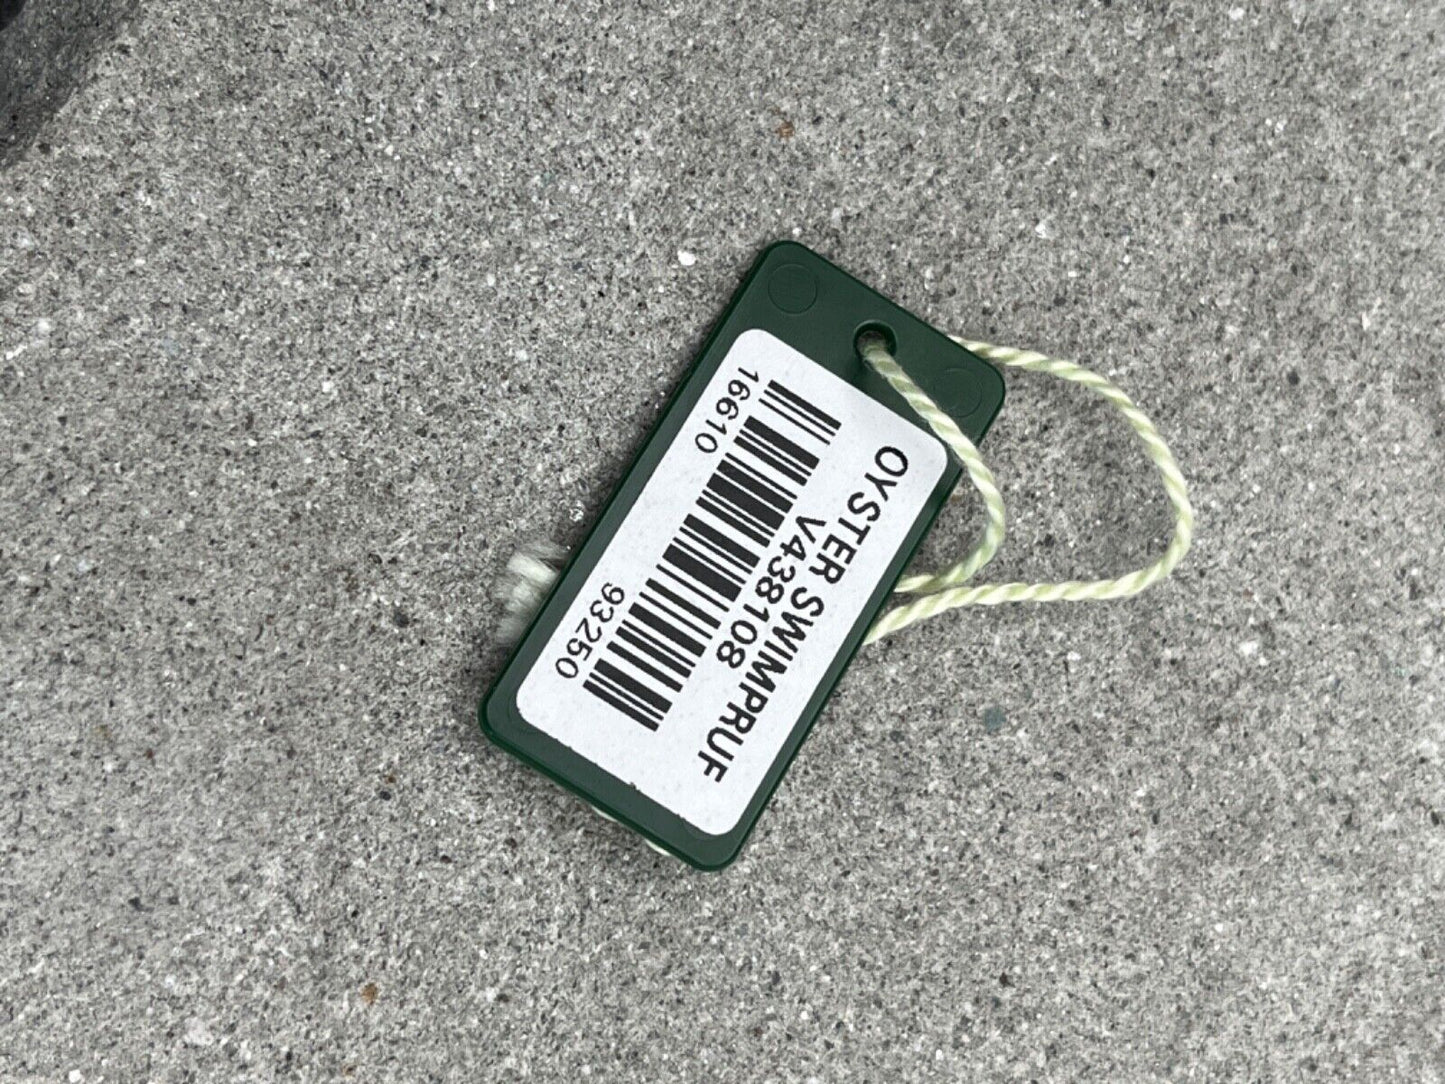 OYSTER SWIMPRUF
V438108
16610
93250